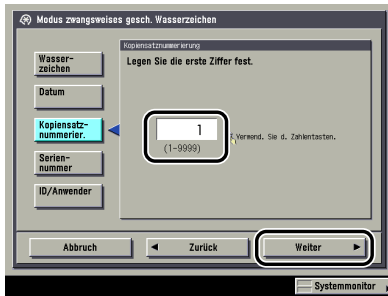 Modus zwangsweises gesch. Wasserzeichen
Kopiensatznummerierung
Legen Sie die erste Ziffer fest.
Wasser-
zeichen
Datum
Kopiensatz-
nummerier.
Serien-
nummer
ID/Anwender
1
(1-9999)
Verwend. Sie d. Zahlentasten.
Abbruch
Zurück
Weiter
Systemmonitor